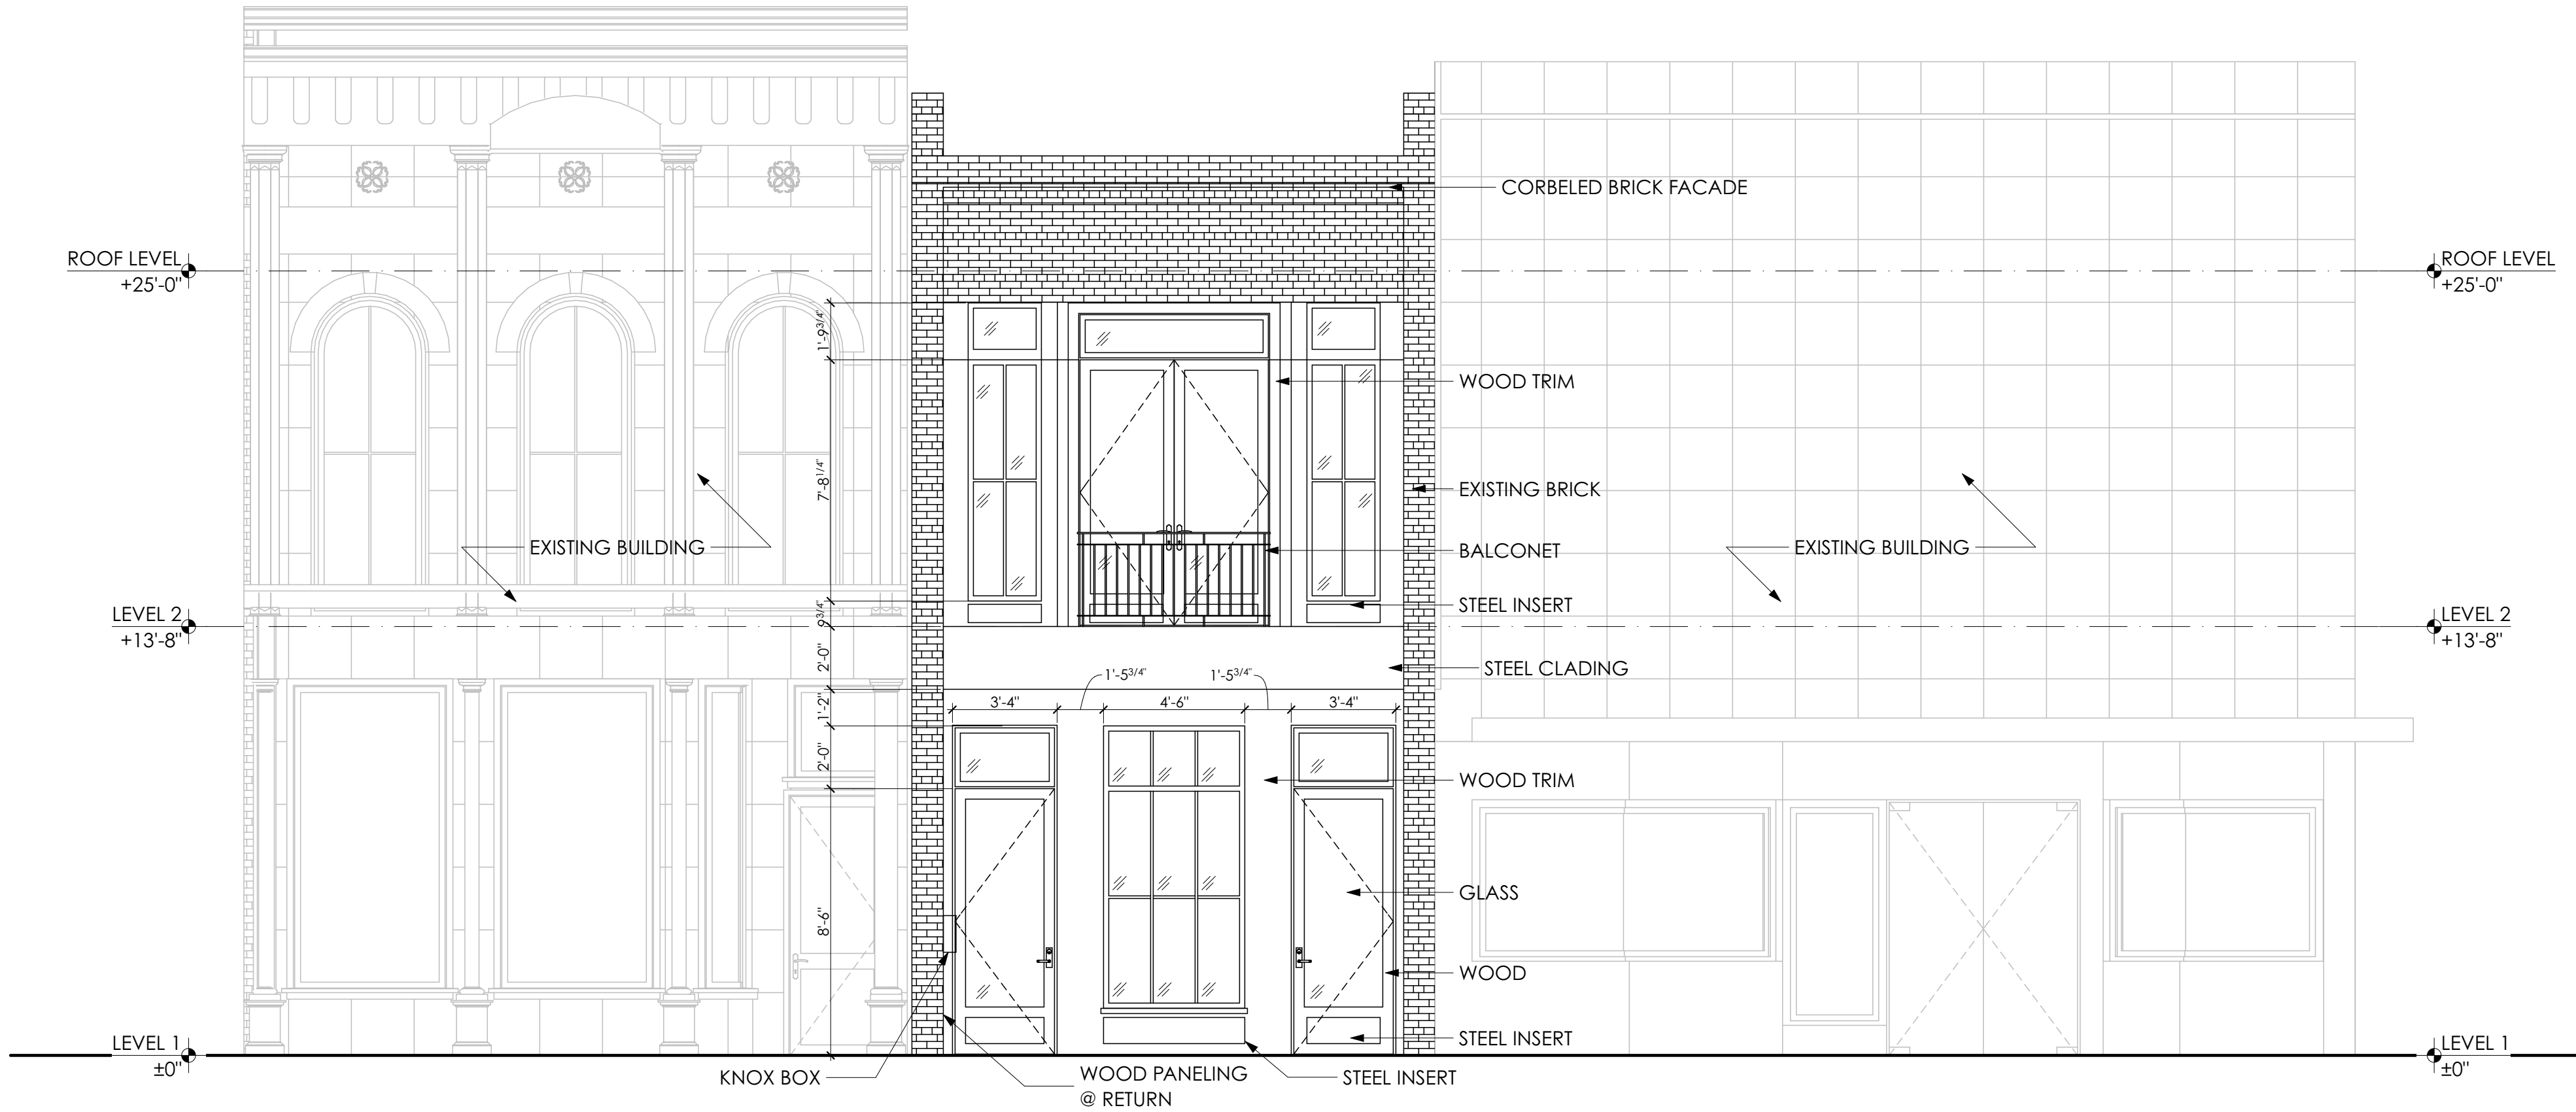 CORBELED BRICK FACADE
ROOF LEVEL
+25'-0"
ROOF LEVEL
+25'-0"
1'-9 3/4"
WOOD TRIM
7'-8 1/4"
EXISTING BRICK
EXISTING BUILDING
BALCONET
EXISTING BUILDING
STEEL INSERT
9 3/4"
LEVEL 2
+13'-8"
LEVEL 2
+13'-8"
2'-0"
STEEL CLADING
1'-5 3/4"
1'-5 3/4"
1'-2"
3'-4"
4'-6"
3'-4"
2'-0"
WOOD TRIM
GLASS
8'-6"
WOOD
STEEL INSERT
LEVEL 1
±0"
LEVEL 1
±0"
KNOX BOX
WOOD PANELING
@ RETURN
STEEL INSERT